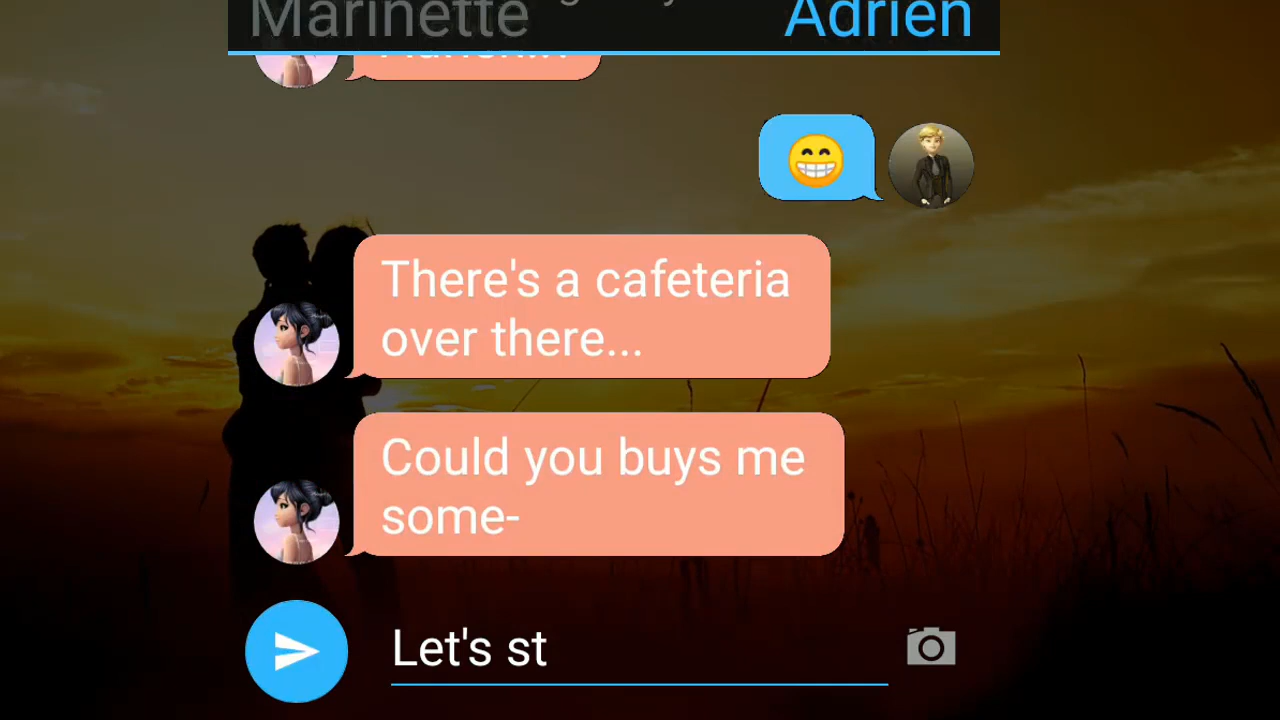 Marinette Adrien
😁
There's a cafeteria
over there...
Could you buys me
some-
Let's st